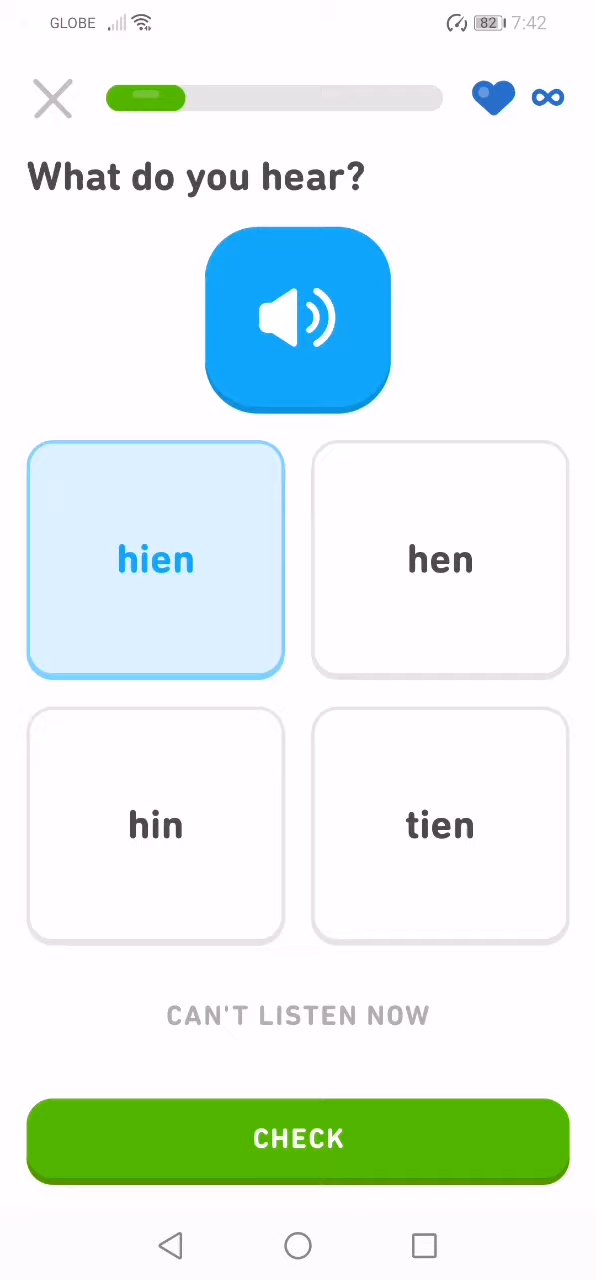 GLOBE 82 7:42
What do you hear?
hien hen
hin tien
CAN'T LISTEN NOW
CHECK